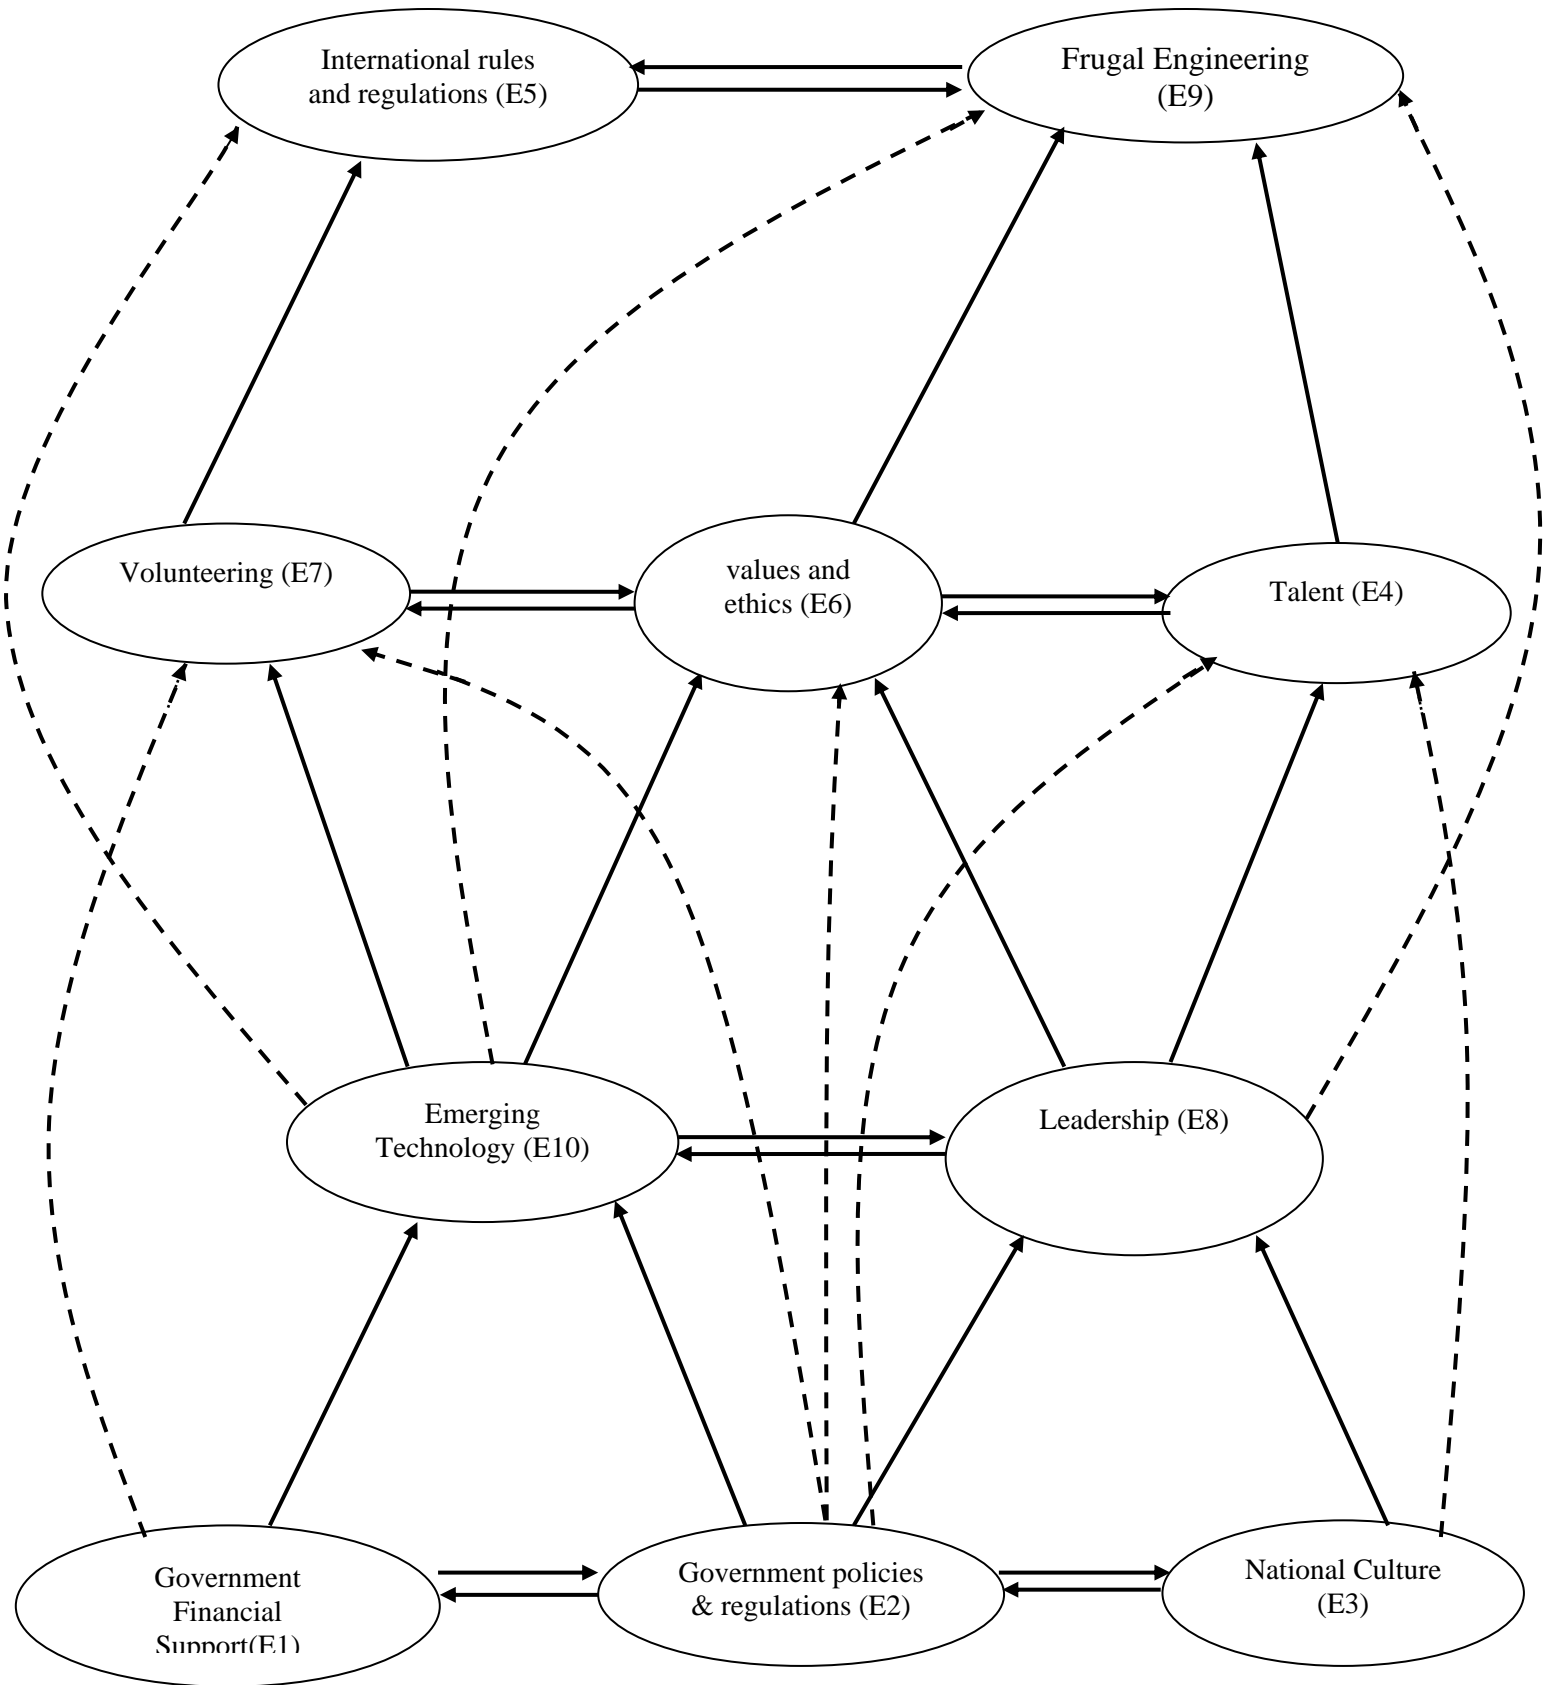 International rules
and regulations (E5)
Frugal Engineering
(E9)
Volunteering (E7)
values and
ethics (E6)
Talent (E4)
Emerging
Technology (E10)
Leadership (E8)
Government
Financial
Support(E1)
Government policies
& regulations (E2)
National Culture
(E3)